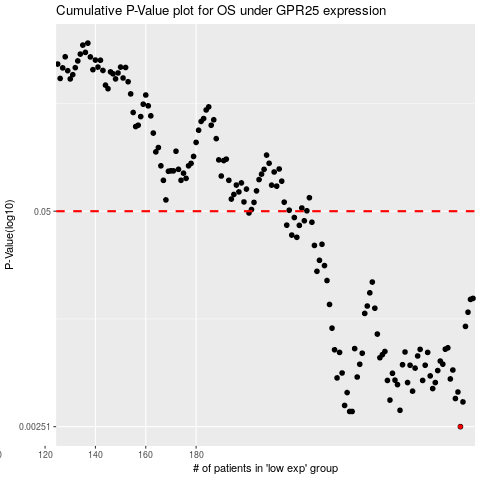 Cumulative P-Value plot for OS under GPR25 expression
P-Value(log10)
0.05
0.00251
0 120 140 160 180
# of patients in 'low exp' group